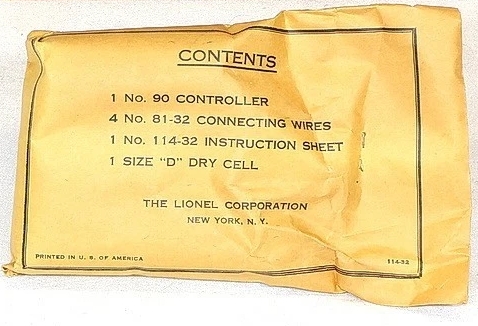 CONTENTS
1 No. 90 CONTROLLER
4 No. 81-32 CONNECTING WIRES
1 No. 114-32 INSTRUCTION SHEET
1 SIZE "D" DRY CELL
THE LIONEL CORPORATION
NEW YORK, N. Y.
PRINTED IN U. S. OF AMERICA
114-32